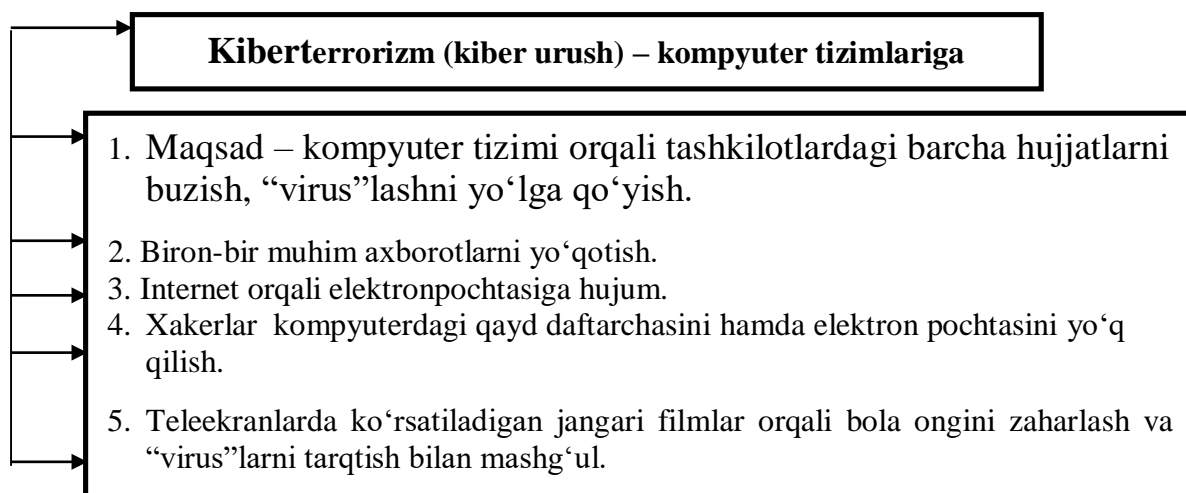 Kiberterrorizm (kiber urush) – kompyuter tizimlariga
1. Maqsad – kompyuter tizimi orqali tashkilotlardagi barcha hujjatlarni
buzish, “virus”lashni yo‘lga qo‘yish.
2. Biron-bir muhim axborotlarni yo‘qotish.
3. Internet orqali elektronpochtasiga hujum.
4. Xakerlar kompyuterdagi qayd daftarchasini hamda elektron pochtasini yo‘q
qilish.
5. Teleekranlarda ko‘rsatiladigan jangari filmlar orqali bola ongini zaharlash va
“virus”larni tarqtish bilan mashg‘ul.